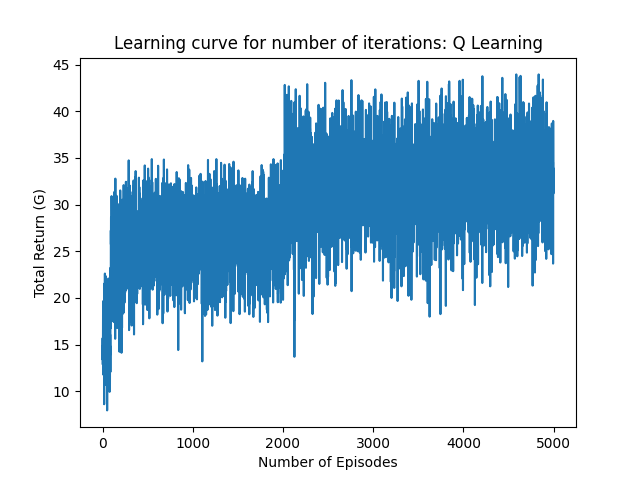 Learning curve for number of iterations: Q Learning
45
40
35
30
25
20
15
10
Total Return (G)
0 1000 2000 3000 4000 5000
Number of Episodes